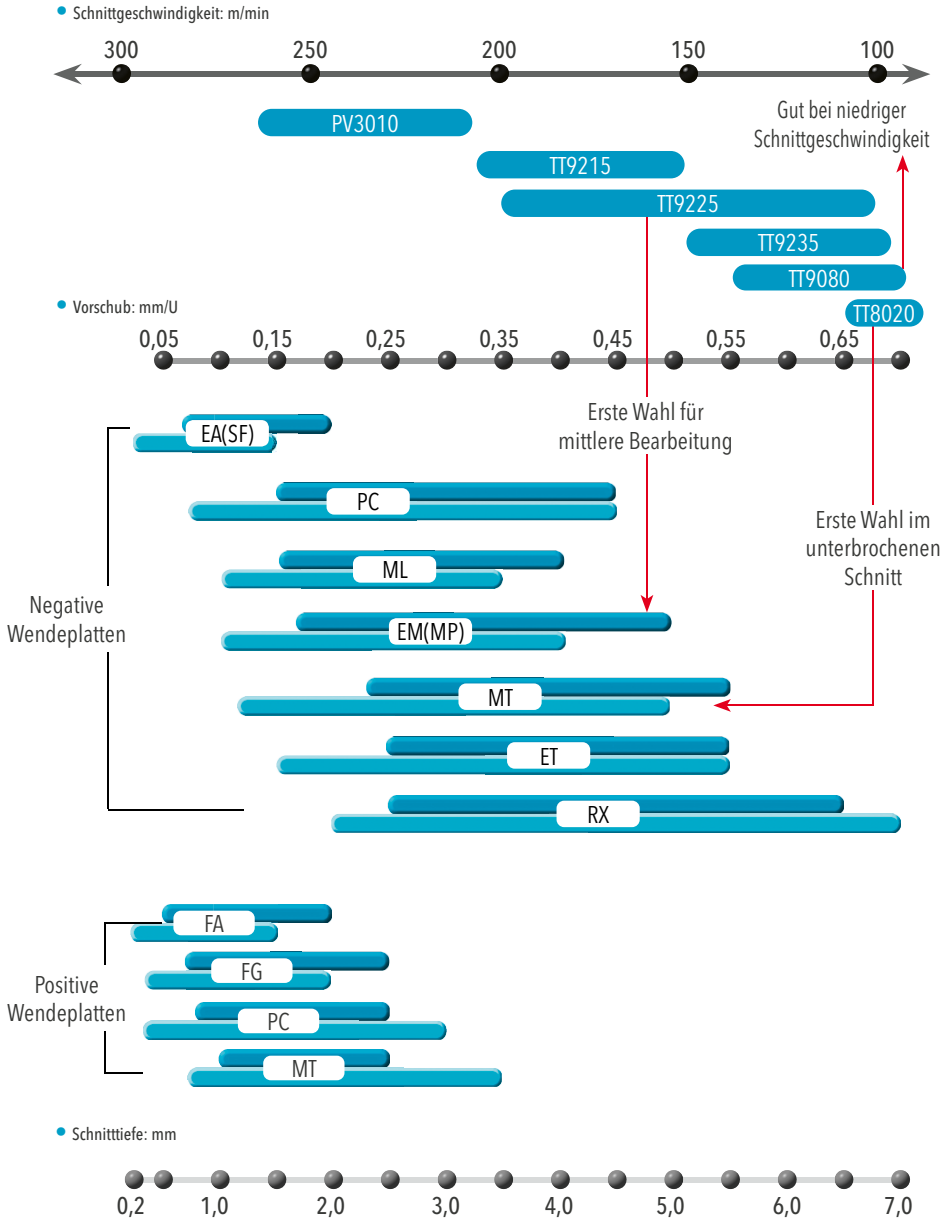 • Schnittgeschwindigkeit: m/min
300 250 200 150 100
PV3010
Gut bei niedriger
Schnittgeschwindigkeit
TT9215
TT9225
TT9235
TT9080
TT8020
• Vorschub: mm/U
0,05 0,15 0,25 0,35 0,45 0,55 0,65
Erste Wahl für
mittlere Bearbeitung
EA(SF)
PC
Erste Wahl im
unterbrochenen
Schnitt
ML
Negative
Wendeplatten
EM(MP)
MT
ET
RX
FA
FG
Positive
Wendeplatten
PC
MT
• Schnitttiefe: mm
0,2 1,0 2,0 3,0 4,0 5,0 6,0 7,0